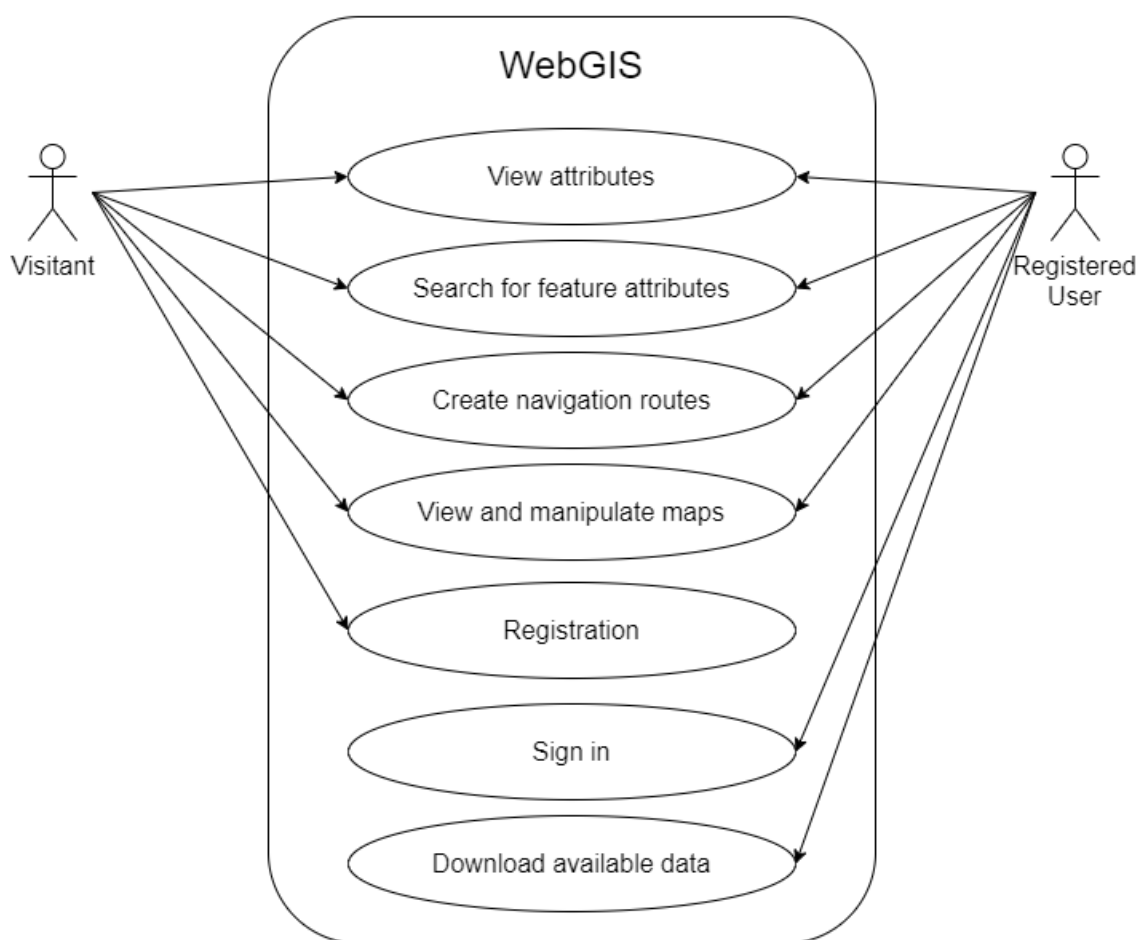 WebGIS
View attributes
Visitant
Registered
User
Search for feature attributes
Create navigation routes
View and manipulate maps
Registration
Sign in
Download available data